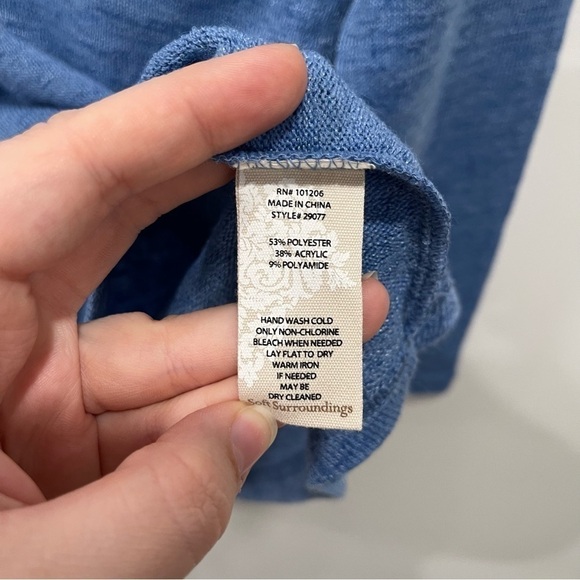 RN# 101206
MADE IN CHINA
STYLE# 29077
53% POLYESTER
38% ACRYLIC
9% POLYAMIDE
HAND WASH COLD
ONLY NON-CHLORINE
BLEACH WHEN NEEDED
LAY FLAT TO DRY
WARM IRON
IF NEEDED
MAY BE
DRY CLEANED
Soft Surroundings